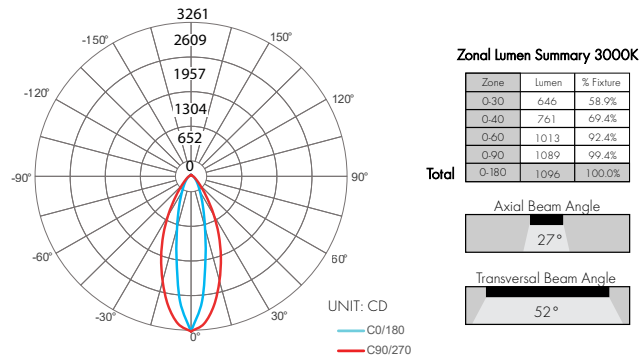 3261
2609
1957
1304
652
0
-150°
150°
-120°
120°
-90°
90°
-60°
60°
-30°
30°
0°
UNIT: CD
C0/180
C90/270
Zonal Lumen Summary 3000K
Zone Lumen % Fixture
0-30 646 58.9%
0-40 761 69.4%
0-60 1013 92.4%
0-90 1089 99.4%
Total 0-180 1096 100.0%
Axial Beam Angle
27°
Transversal Beam Angle
52°